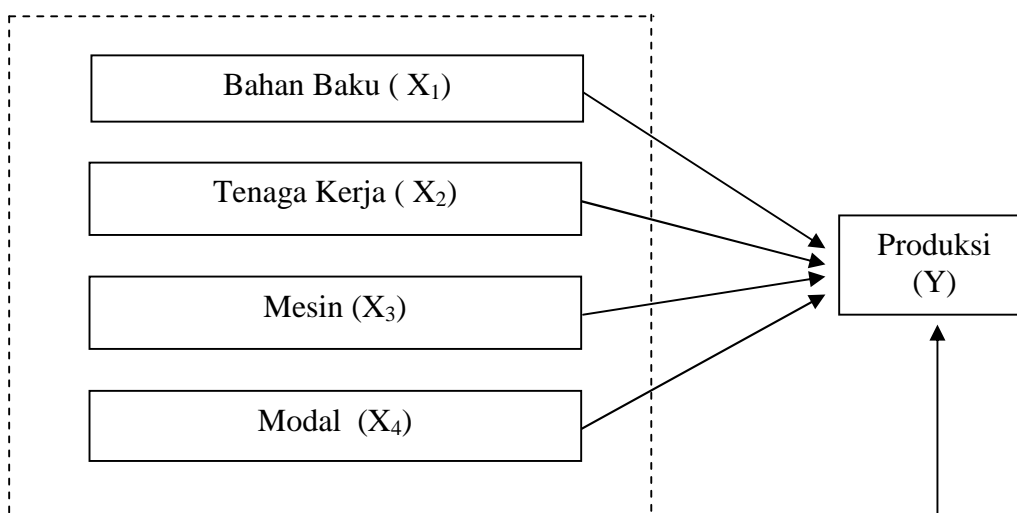 Bahan Baku ( X₁)
Tenaga Kerja ( X₂)
Mesin (X₃)
Modal (X₄)
Produksi
(Y)